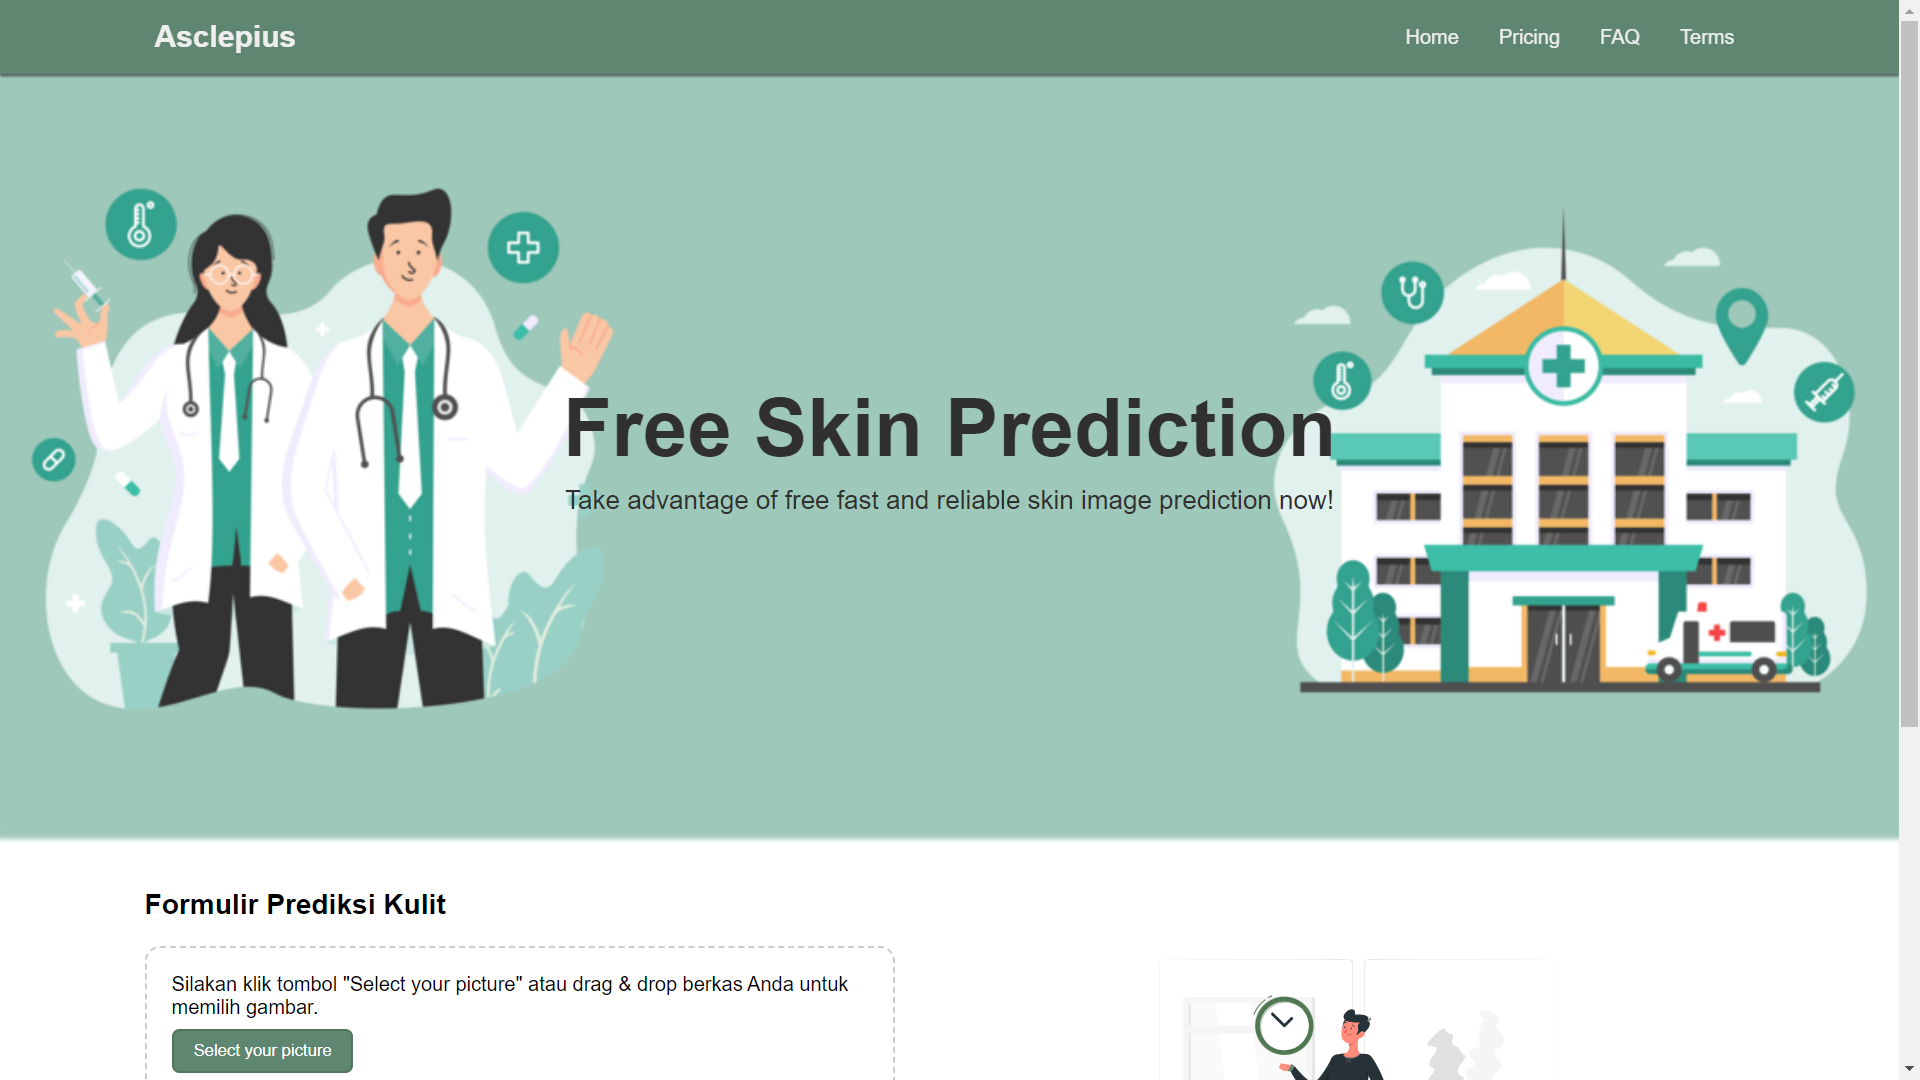 Asclepius
Home Pricing FAQ Terms
Free Skin Prediction
Take advantage of free fast and reliable skin image prediction now!
Formulir Prediksi Kulit
Silakan klik tombol "Select your picture" atau drag & drop berkas Anda untuk
memilih gambar.
Select your picture